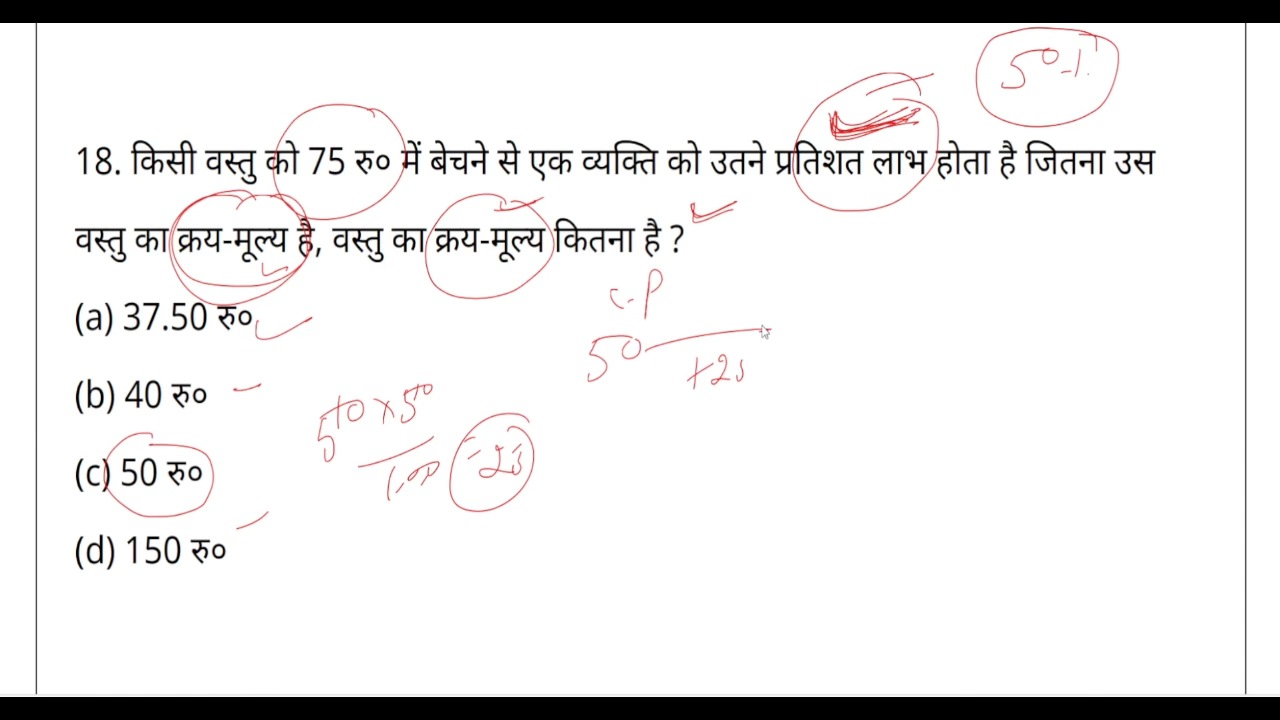 50%
18. किसी वस्तु को 75 रु० में बेचने से एक व्यक्ति को उतने प्रतिशत लाभ होता है जितना उस
वस्तु का क्रय-मूल्य है, वस्तु का क्रय-मूल्य कितना है ?
C.P
(a) 37.50 रु०
50
+25
(b) 40 रु०
50 × 50
100
=25
(c) 50 रु०
(d) 150 रु०